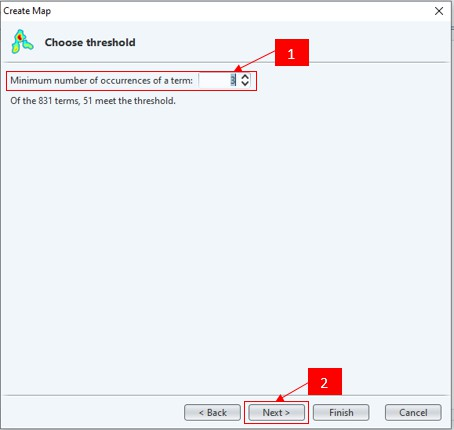 Create Map
Choose threshold
1
Minimum number of occurrences of a term: 3
Of the 831 terms, 51 meet the threshold.
2
< Back Next > Finish Cancel